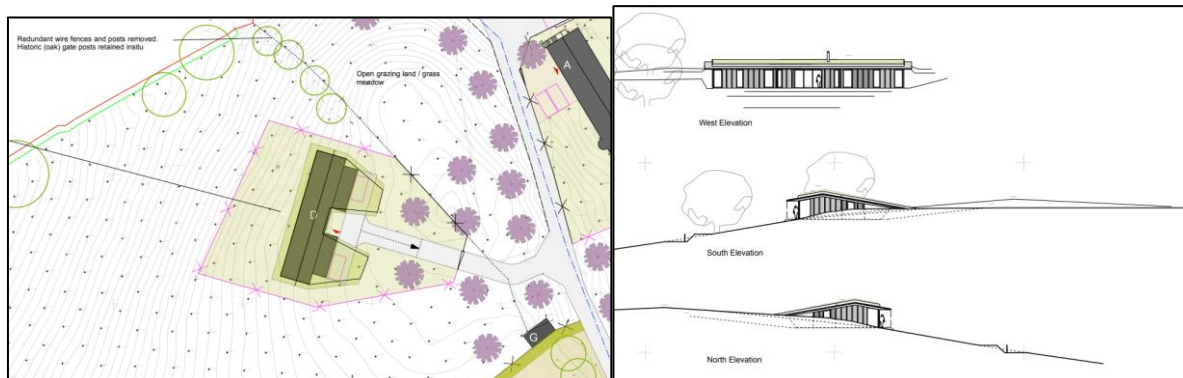 Redundant wire fences and posts removed.
Historic (oak) gate posts retained insitu
Open grazing land / grass
meadow
A
D
G
West Elevation
South Elevation
North Elevation